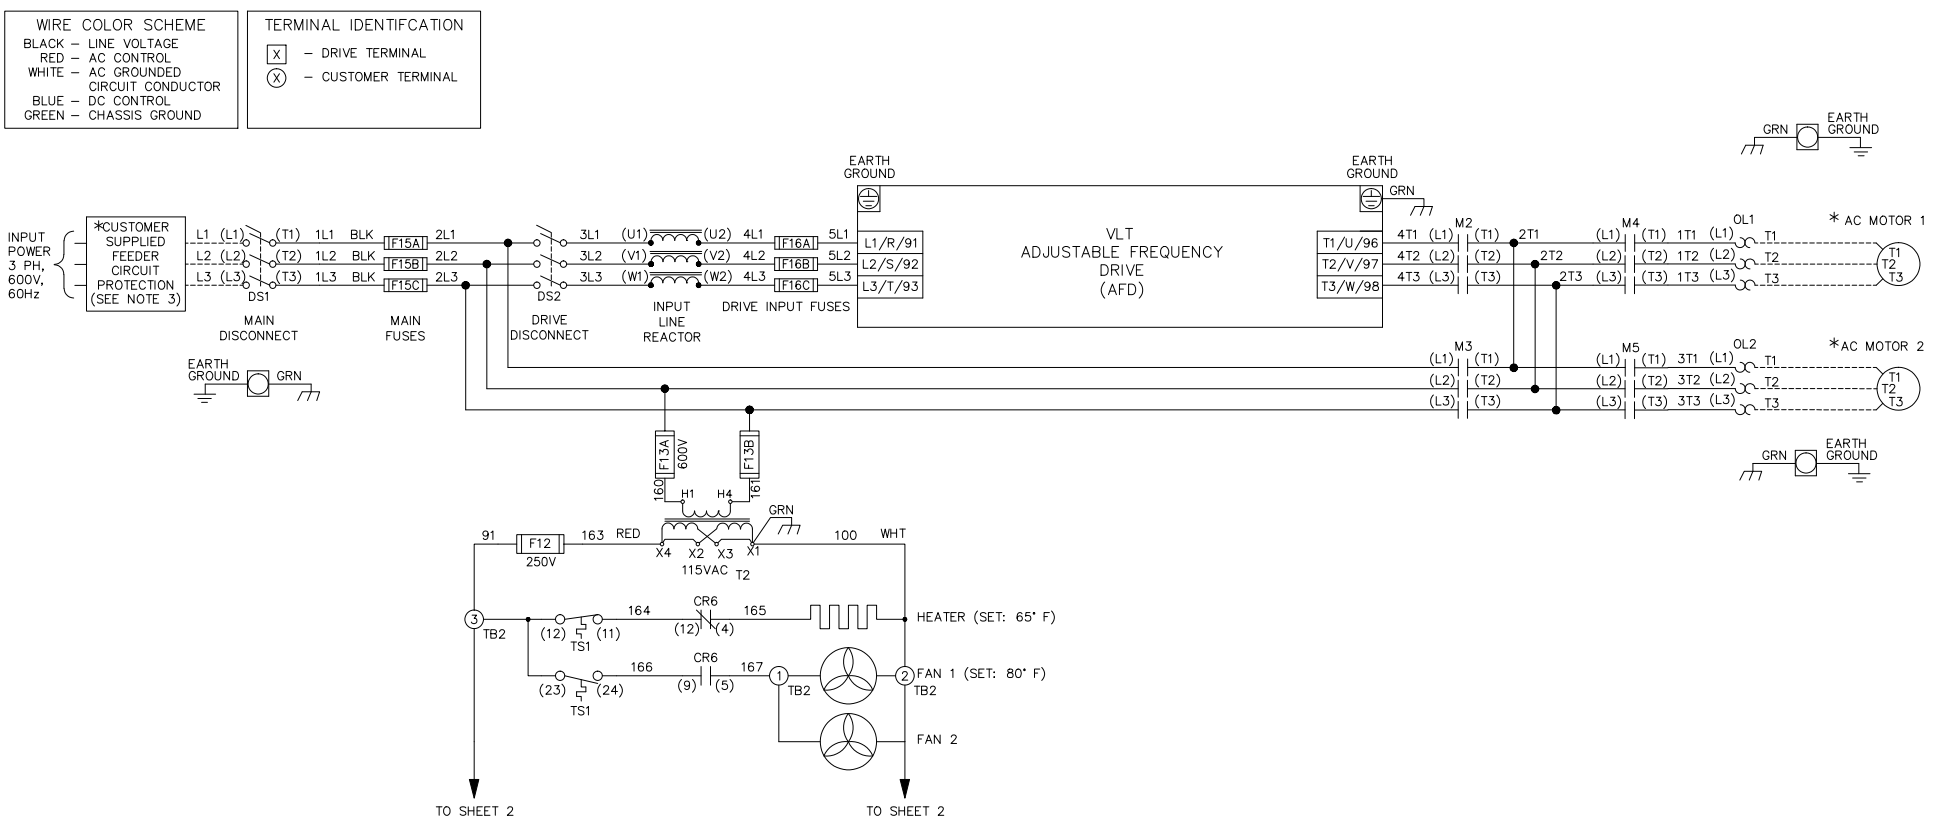 WIRE COLOR SCHEME
BLACK – LINE VOLTAGE
RED – AC CONTROL
WHITE – AC GROUNDED
CIRCUIT CONDUCTOR
BLUE – DC CONTROL
GREEN – CHASSIS GROUND
TERMINAL IDENTIFCATION
X – DRIVE TERMINAL
X – CUSTOMER TERMINAL
INPUT
POWER
3 PH,
600V,
60Hz
*CUSTOMER
SUPPLIED
FEEDER
CIRCUIT
PROTECTION
(SEE NOTE 3)
L1 (L1) (T1) 1L1 BLK F15A 2L1
L2 (L2) (T2) 1L2 BLK F15B 2L2
L3 (L3) (T3) 1L3 BLK F15C 2L3
DS1
MAIN
DISCONNECT
MAIN
FUSES
3L1 (U1) (U2) 4L1 F16A 5L1
3L2 (V1) (V2) 4L2 F16B 5L2
3L3 (W1) (W2) 4L3 F16C 5L3
DS2
DRIVE
DISCONNECT
INPUT
LINE
REACTOR
DRIVE INPUT FUSES
EARTH
GROUND
L1/R/91
L2/S/92
L3/T/93
VLT
ADJUSTABLE FREQUENCY
DRIVE
(AFD)
EARTH
GROUND
GRN
T1/U/96
T2/V/97
T3/W/98
M2
4T1 (L1) (T1) 2T1
4T2 (L2) (T2) 2T2
4T3 (L3) (T3) 2T3
M4
(L1) (T1) 1T1 (L1) T1
(L2) (T2) 1T2 (L2) T2
(L3) (T3) 1T3 (L3) T3
OL1
* AC MOTOR 1
T1
T2
T3
GRN
EARTH
GROUND
M3
(L1) (T1)
(L2) (T2)
(L3) (T3)
M5
(L1) (T1) 3T1 (L1) T1
(L2) (T2) 3T2 (L2) T2
(L3) (T3) 3T3 (L3) T3
OL2
*AC MOTOR 2
T1
T2
T3
GRN
EARTH
GROUND
EARTH
GROUND
GRN
F13A
600V
F13B
160
161
H1 H4
GRN
91 F12 163 RED
250V
X4 X2 X3 X1
115VAC T2
100 WHT
3
TB2
(12) (11)
TS1
164
CR6
(12) (4)
165
HEATER (SET: 65° F)
(23) (24)
TS1
166
CR6
(9) (5)
167
1
TB2
2
TB2
FAN 1 (SET: 80° F)
FAN 2
TO SHEET 2
TO SHEET 2